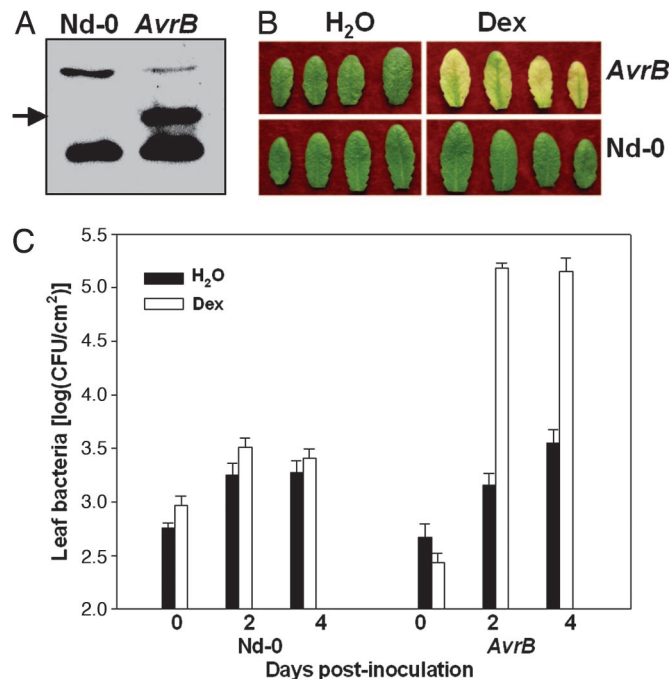 A
Nd-0 AvrB
B
H₂O Dex
AvrB
Nd-0
C
5.5
5.0
4.5
4.0
3.5
3.0
2.5
2.0
Leaf bacteria [log(CFU/cm²)]
H₂O
Dex
0 2 4 0 2 4
Nd-0 AvrB
Days post-inoculation